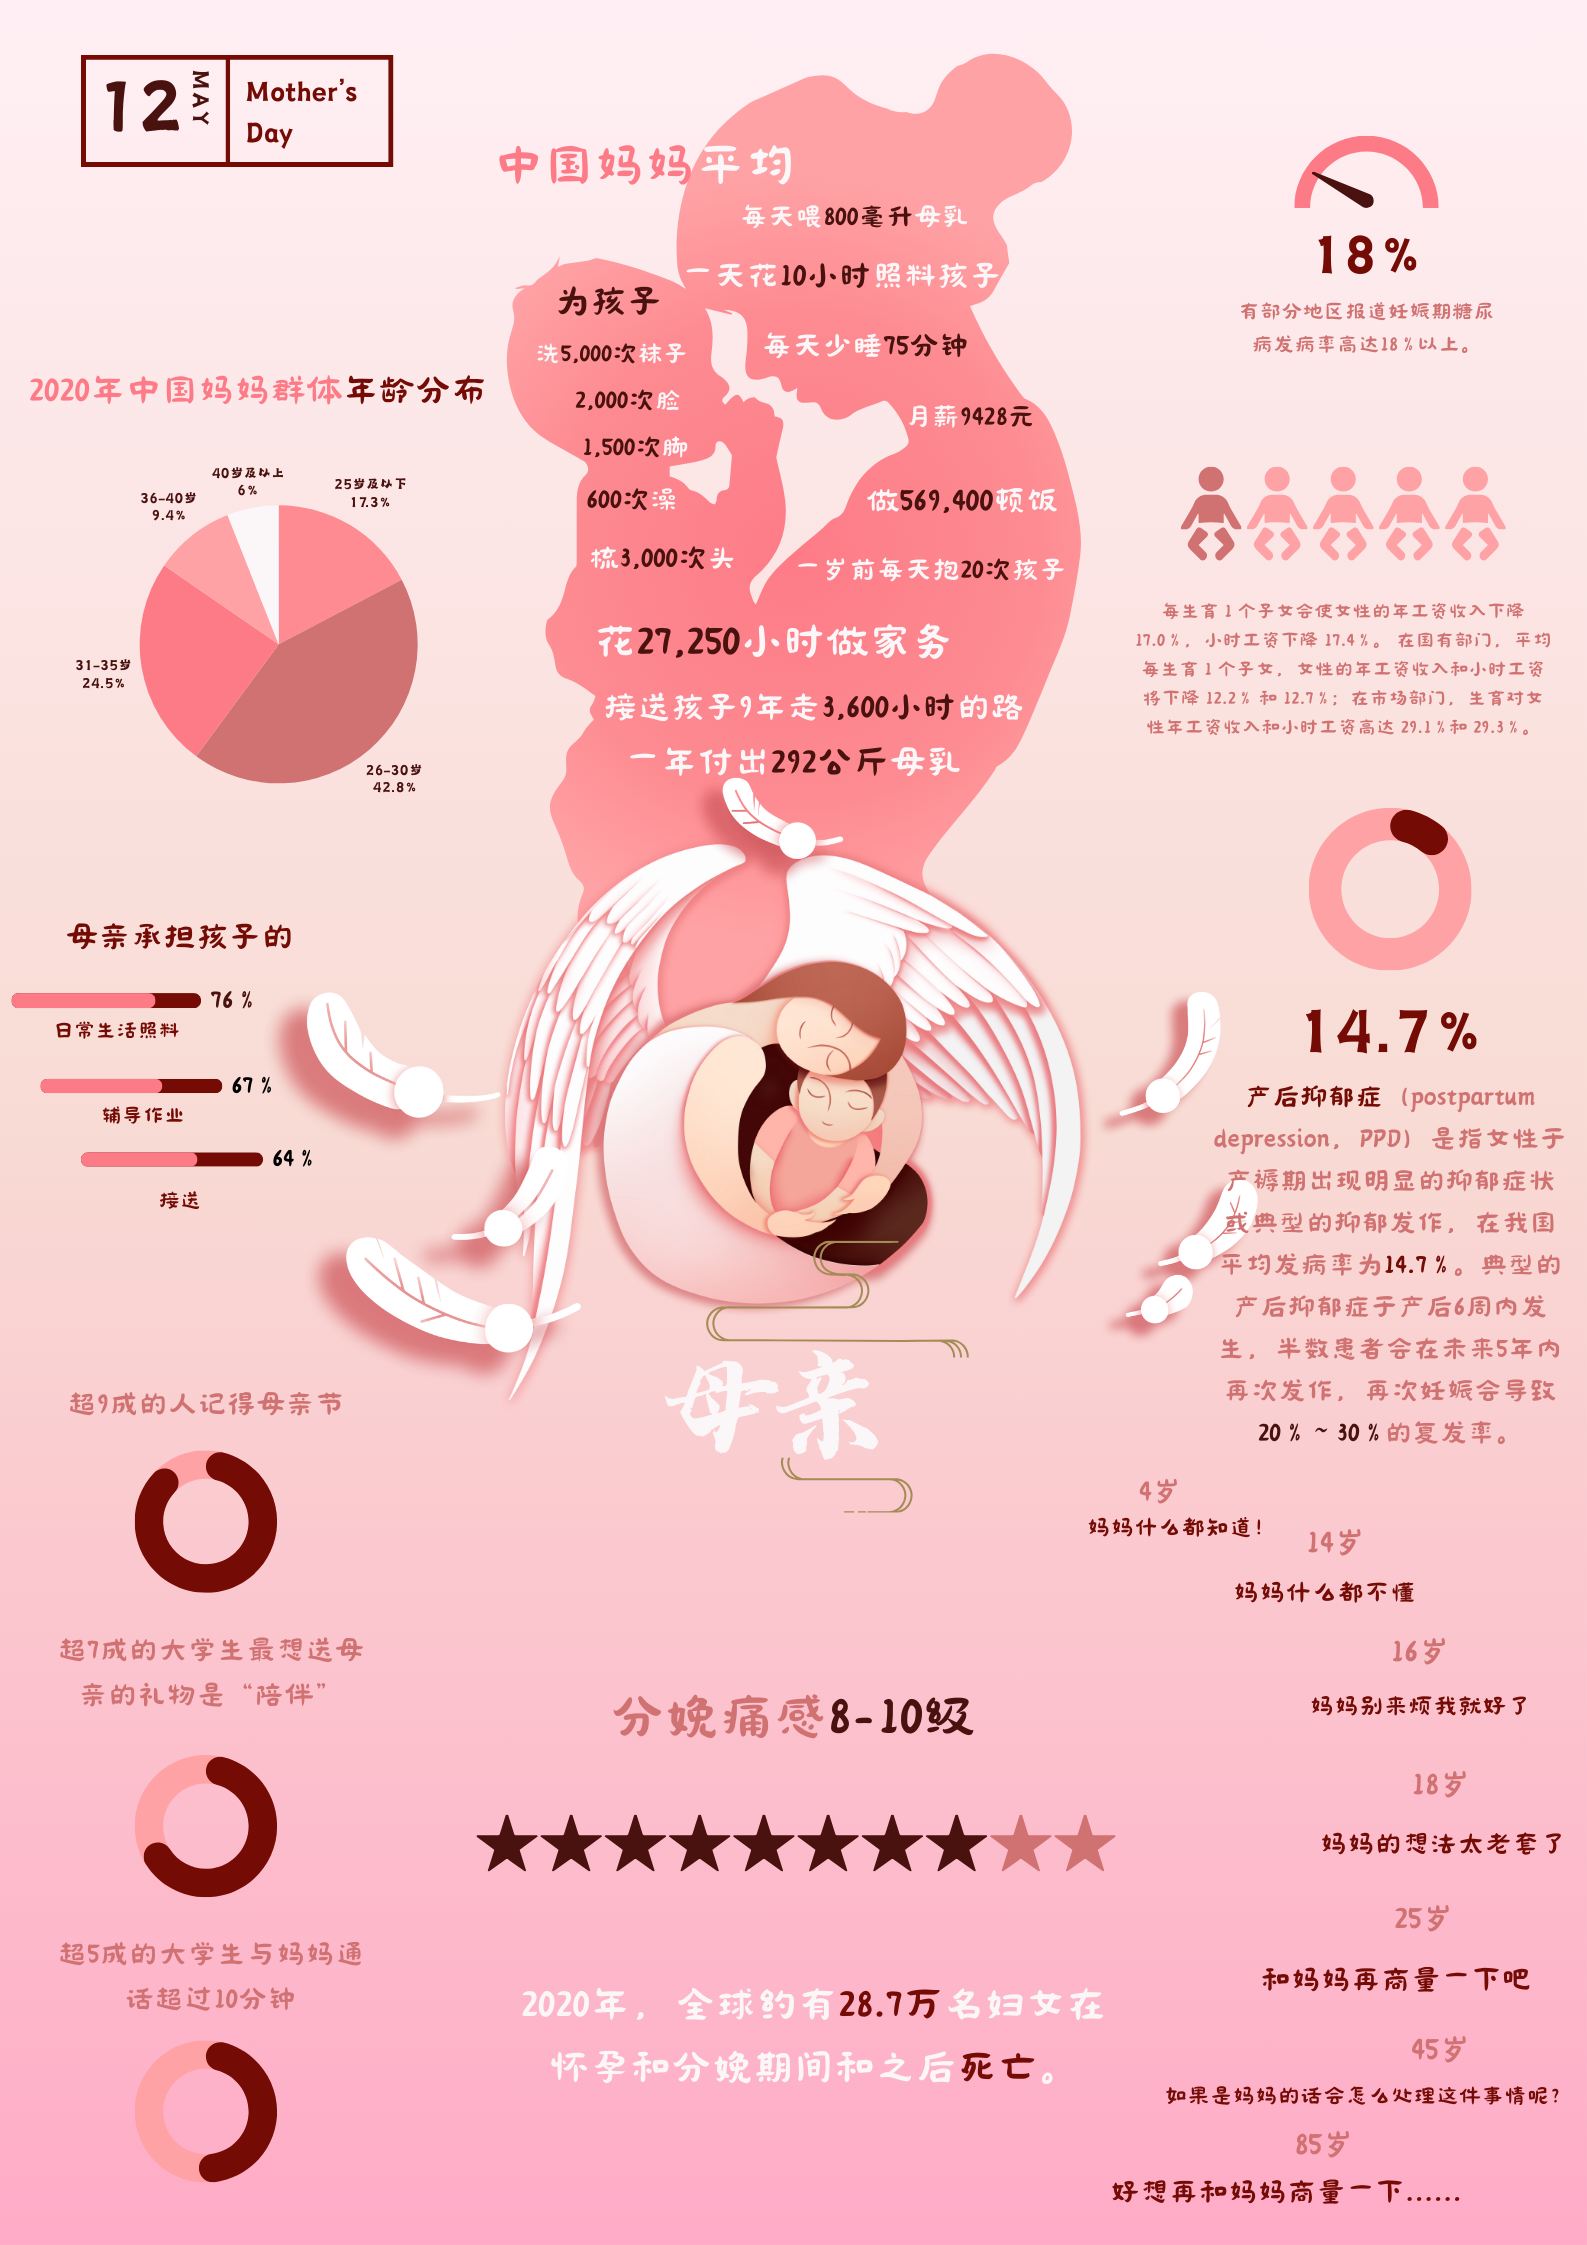 12
MAY
Mother's
Day
中国妈妈平均
每天喂800毫升母乳
一天花10小时照料孩子
每天少睡75分钟
月薪9428元
做569,400顿饭
一岁前每天抱20次孩子
为孩子
洗5,000次袜子
2,000次脸
1,500次脚
600次澡
梳3,000次头
花27,250小时做家务
接送孩子9年走3,600小时的路
一年付出292公斤母乳
2020年中国妈妈群体年龄分布
40岁及以上
6%
25岁及以下
17.3%
36-40岁
9.4%
31-35岁
24.5%
26-30岁
42.8%
母亲承担孩子的
76%
日常生活照料
67%
辅导作业
64%
接送
超9成的人记得母亲节
超7成的大学生最想送母
亲的礼物是“陪伴”
超5成的大学生与妈妈通
话超过10分钟
母亲
分娩痛感8-10级
2020年，全球约有28.7万名妇女在
怀孕和分娩期间和之后死亡。
18%
有部分地区报道妊娠期糖尿
病发病率高达18%以上。
每生育1个子女会使女性的年工资收入下降
17.0%，小时工资下降17.4%。在国有部门，平均
每生育1个子女，女性的年工资收入和小时工资
将下降12.2%和12.7%；在市场部门，生育对女
性年工资收入和小时工资高达29.1%和29.3%。
14.7%
产后抑郁症（postpartum
depression，PPD）是指女性于
产褥期出现明显的抑郁症状
或典型的抑郁发作，在我国
平均发病率为14.7%。典型的
产后抑郁症于产后6周内发
生，半数患者会在未来5年内
再次发作，再次妊娠会导致
20%~30%的复发率。
4岁
妈妈什么都知道！
14岁
妈妈什么都不懂
16岁
妈妈别来烦我就好了
18岁
妈妈的想法太老套了
25岁
和妈妈再商量一下吧
45岁
如果是妈妈的话会怎么处理这件事情呢？
85岁
好想再和妈妈商量一下......